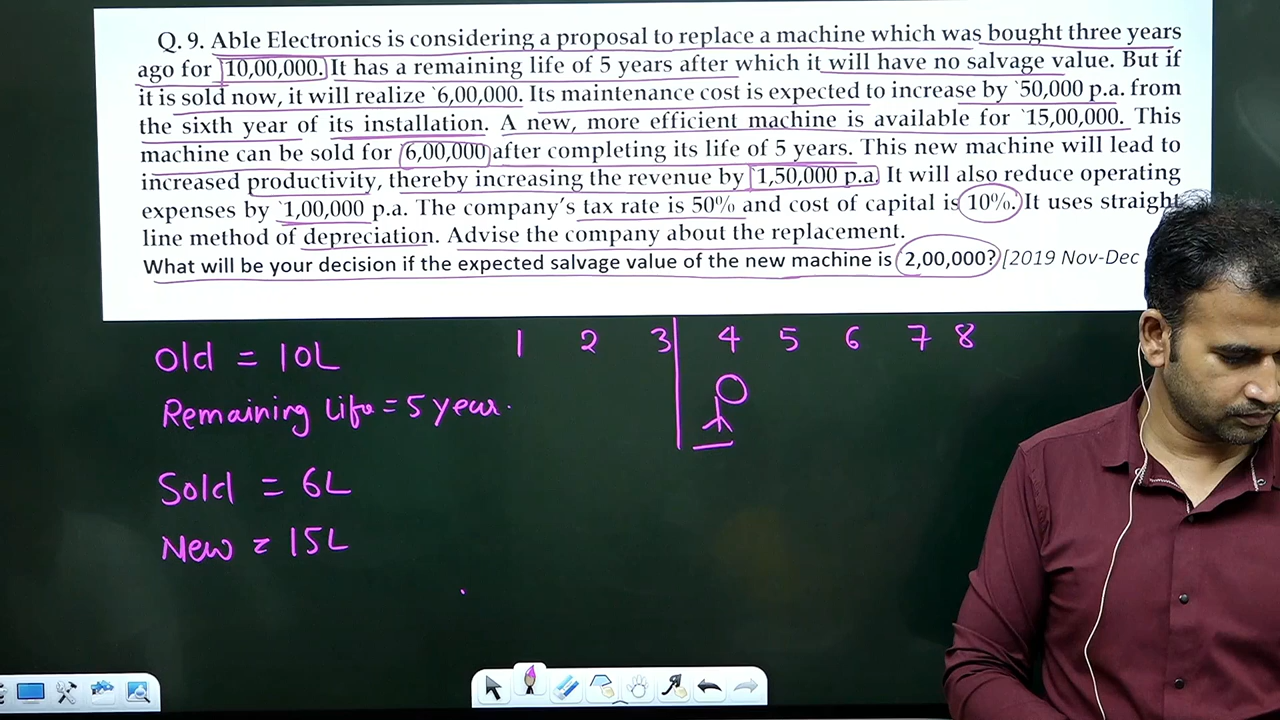 Q. 9. Able Electronics is considering a proposal to replace a machine which was bought three years
ago for 10,00,000. It has a remaining life of 5 years after which it will have no salvage value. But if
it is sold now, it will realize `6,00,000. Its maintenance cost is expected to increase by `50,000 p.a. from
the sixth year of its installation. A new, more efficient machine is available for `15,00,000. This
machine can be sold for 6,00,000 after completing its life of 5 years. This new machine will lead to
increased productivity, thereby increasing the revenue by `1,50,000 p.a. It will also reduce operating
expenses by `1,00,000 p.a. The company's tax rate is 50% and cost of capital is 10%. It uses straight
line method of depreciation. Advise the company about the replacement.
What will be your decision if the expected salvage value of the new machine is 2,00,000? [2019 Nov-Dec
Old = 10L
1 2 3 4 5 6 7 8
Remaining life = 5 year.
Sold = 6L
New = 15L